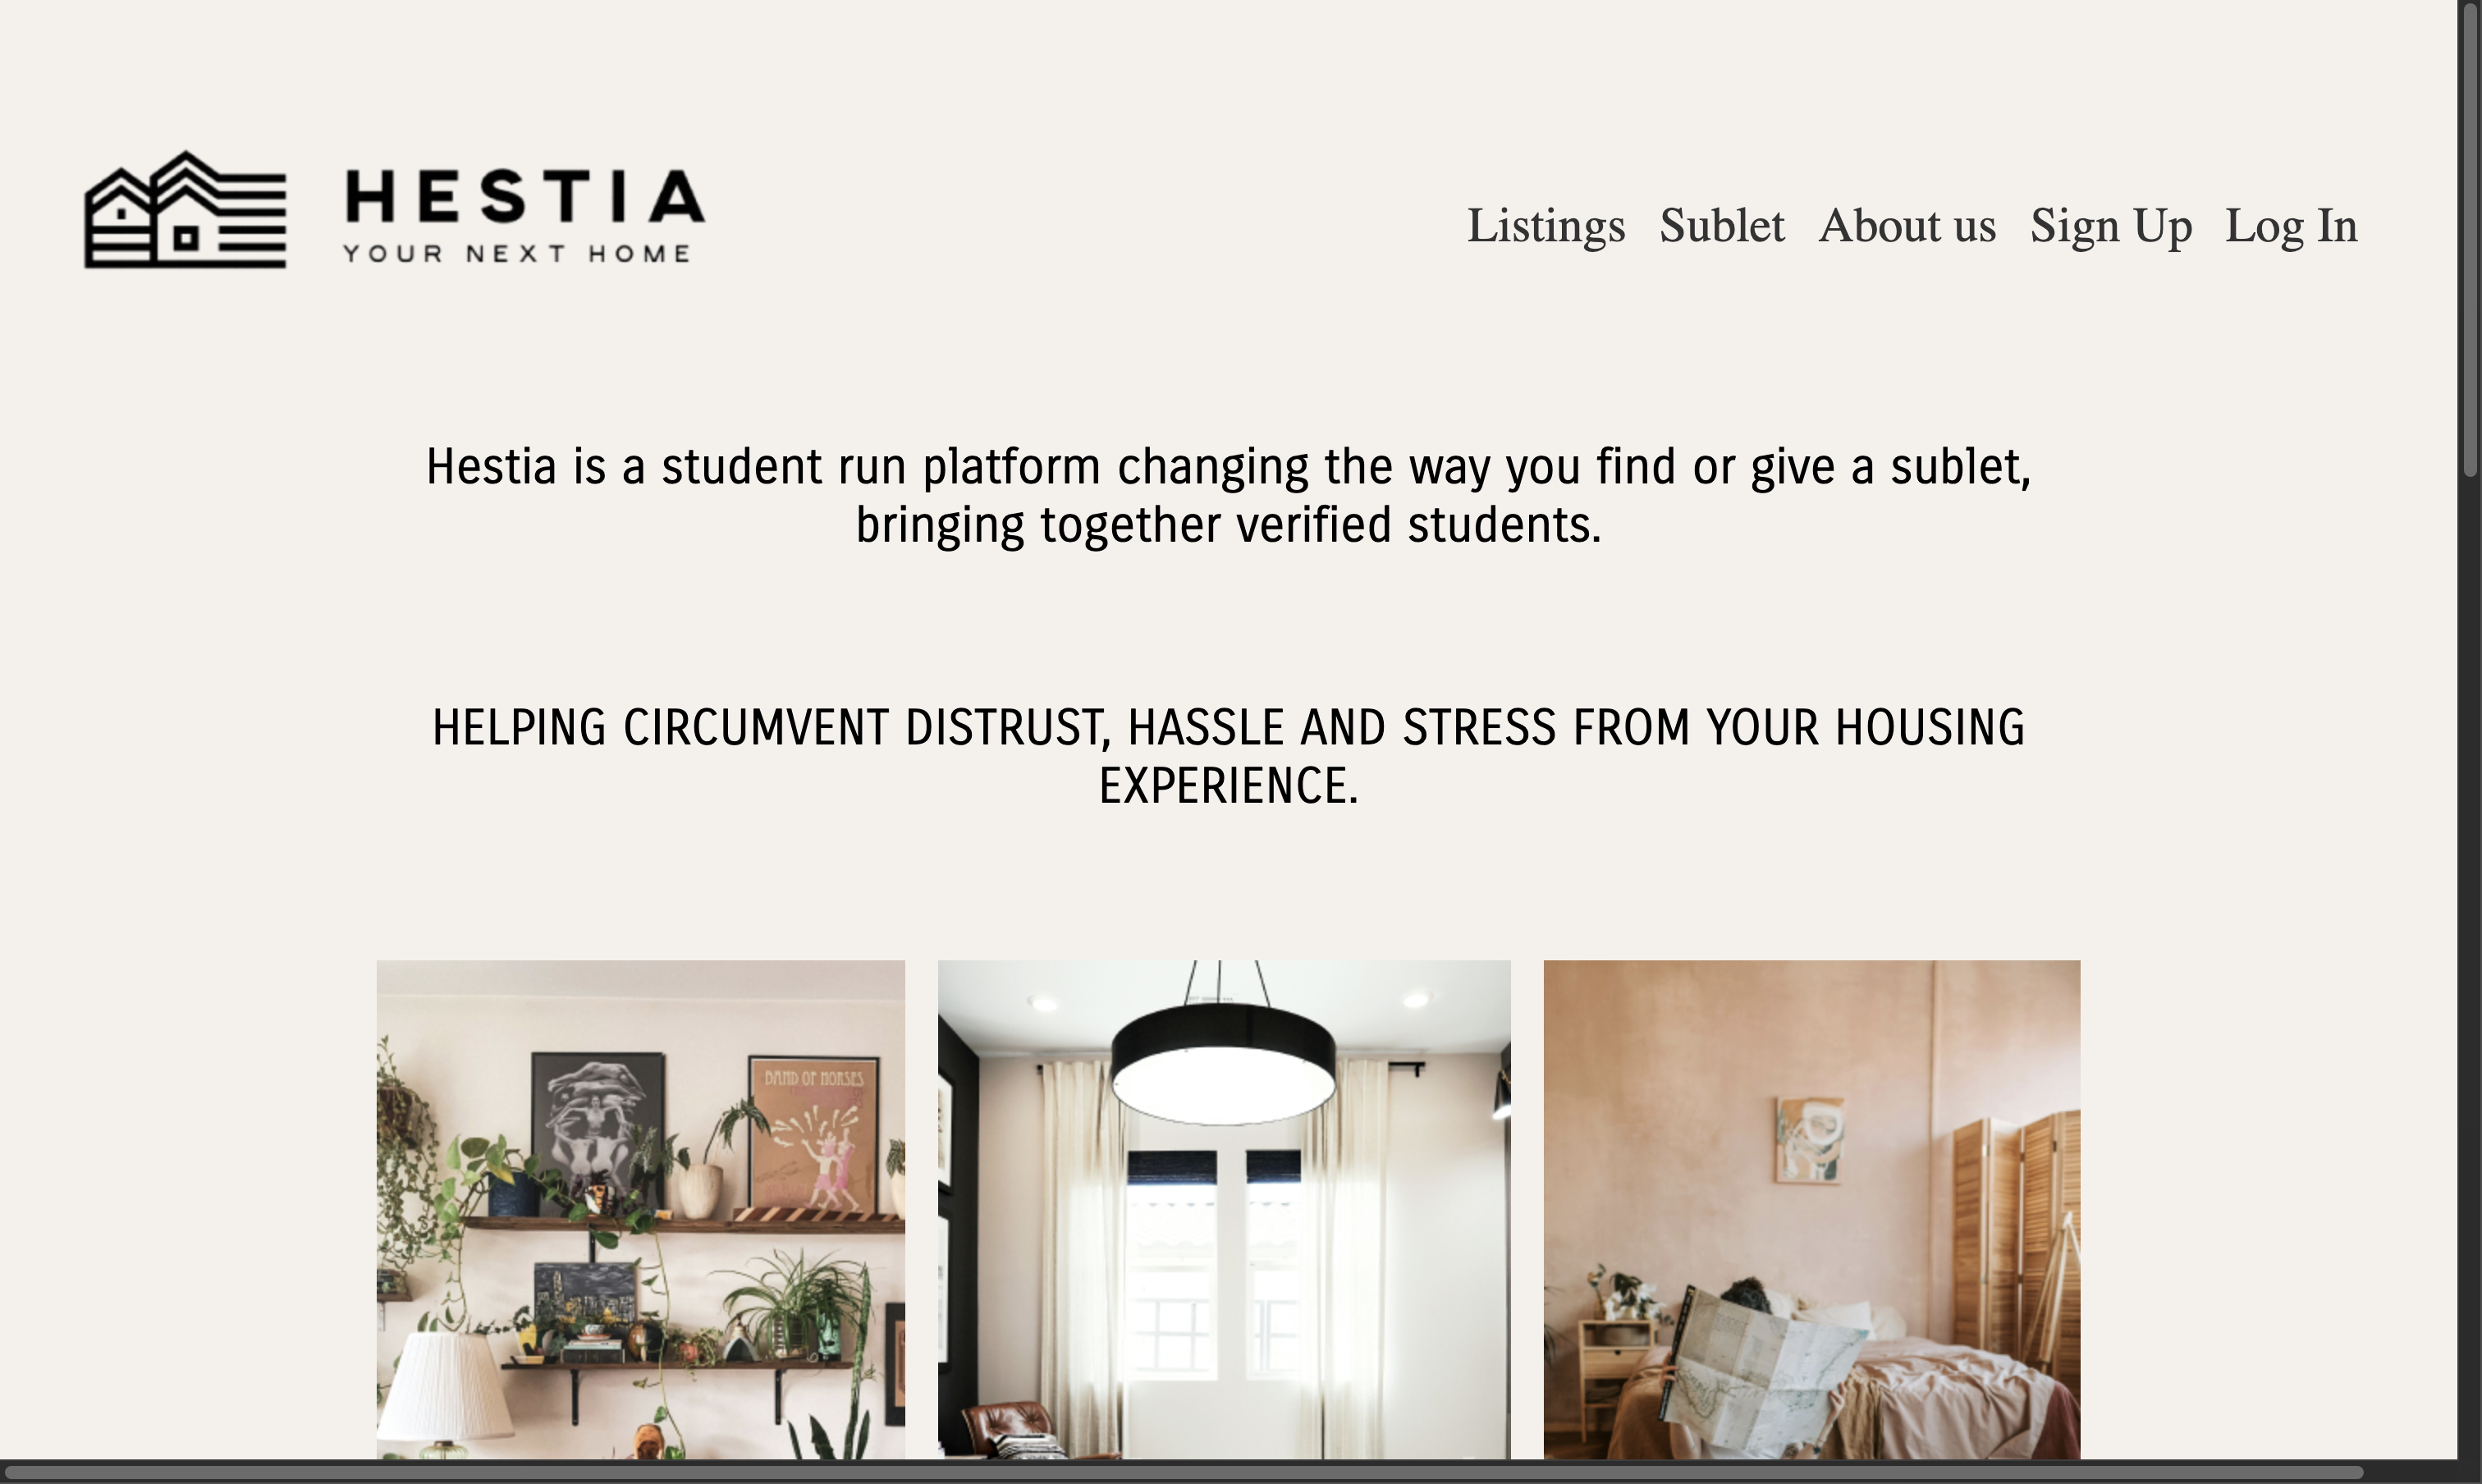 HESTIA
YOUR NEXT HOME
Listings Sublet About us Sign Up Log In
Hestia is a student run platform changing the way you find or give a sublet,
bringing together verified students.
HELPING CIRCUMVENT DISTRUST, HASSLE AND STRESS FROM YOUR HOUSING
EXPERIENCE.
BAND OF HORSES